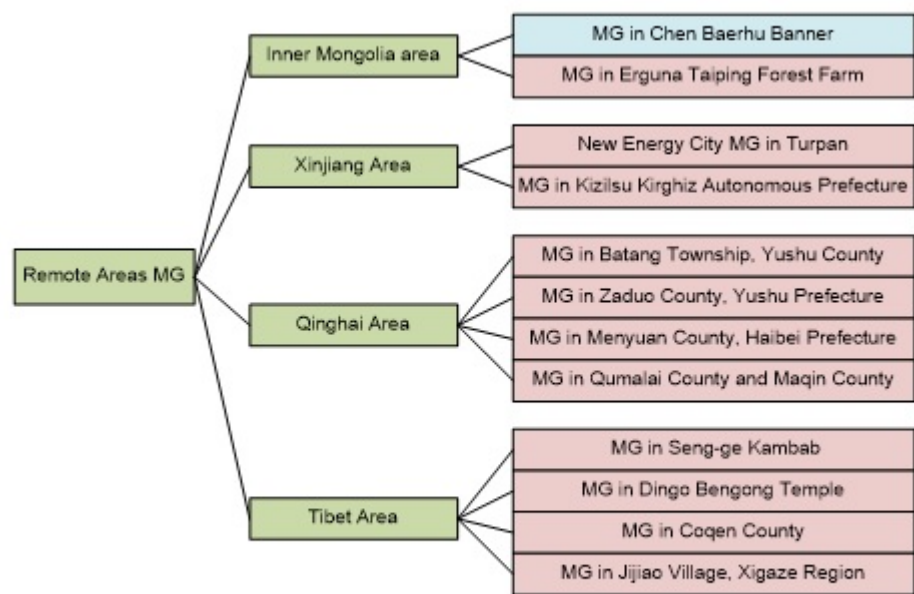 Remote Areas MG
Inner Mongolia area
MG in Chen Baerhu Banner
MG in Erguna Taiping Forest Farm
Xinjiang Area
New Energy City MG in Turpan
MG in Kizilsu Kirghiz Autonomous Prefecture
Qinghai Area
MG in Batang Township, Yushu County
MG in Zaduo County, Yushu Prefecture
MG in Menyuan County, Haibei Prefecture
MG in Qumalai County and Maqin County
Tibet Area
MG in Seng-ge Kambab
MG in Dingo Bengong Temple
MG in Coqen County
MG in Jijiao Village, Xigaze Region